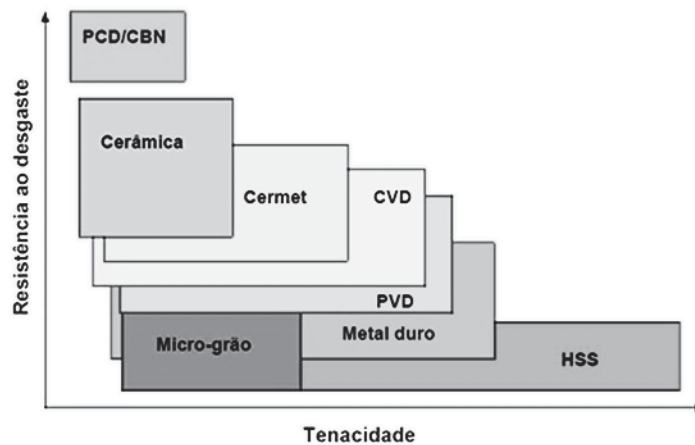 PCD/CBN
Cerâmica
Cermet
CVD
PVD
Metal duro
Micro-grão
HSS
Resistência ao desgaste
Tenacidade